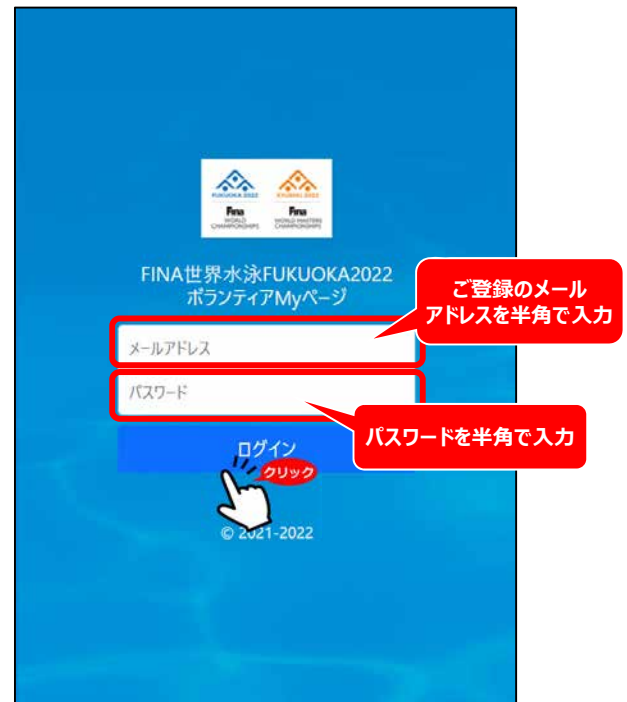 FUKUOKA 2022
KYUSHU 2022
Fina
WORLD
CHAMPIONSHIPS
Fina
WORLD MASTERS
CHAMPIONSHIPS
FINA世界水泳FUKUOKA2022
ボランティアMyページ
ご登録のメール
アドレスを半角で入力
メールアドレス
パスワード
パスワードを半角で入力
ログイン
クリック
© 2021-2022